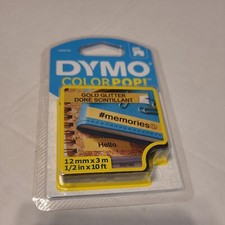 DYMO
COLORPOP!
GOLD GLITTER
DORÉ SCINTILLANT
#memories
Hello
12 mm x 3 m
1/2 in x 10 ft